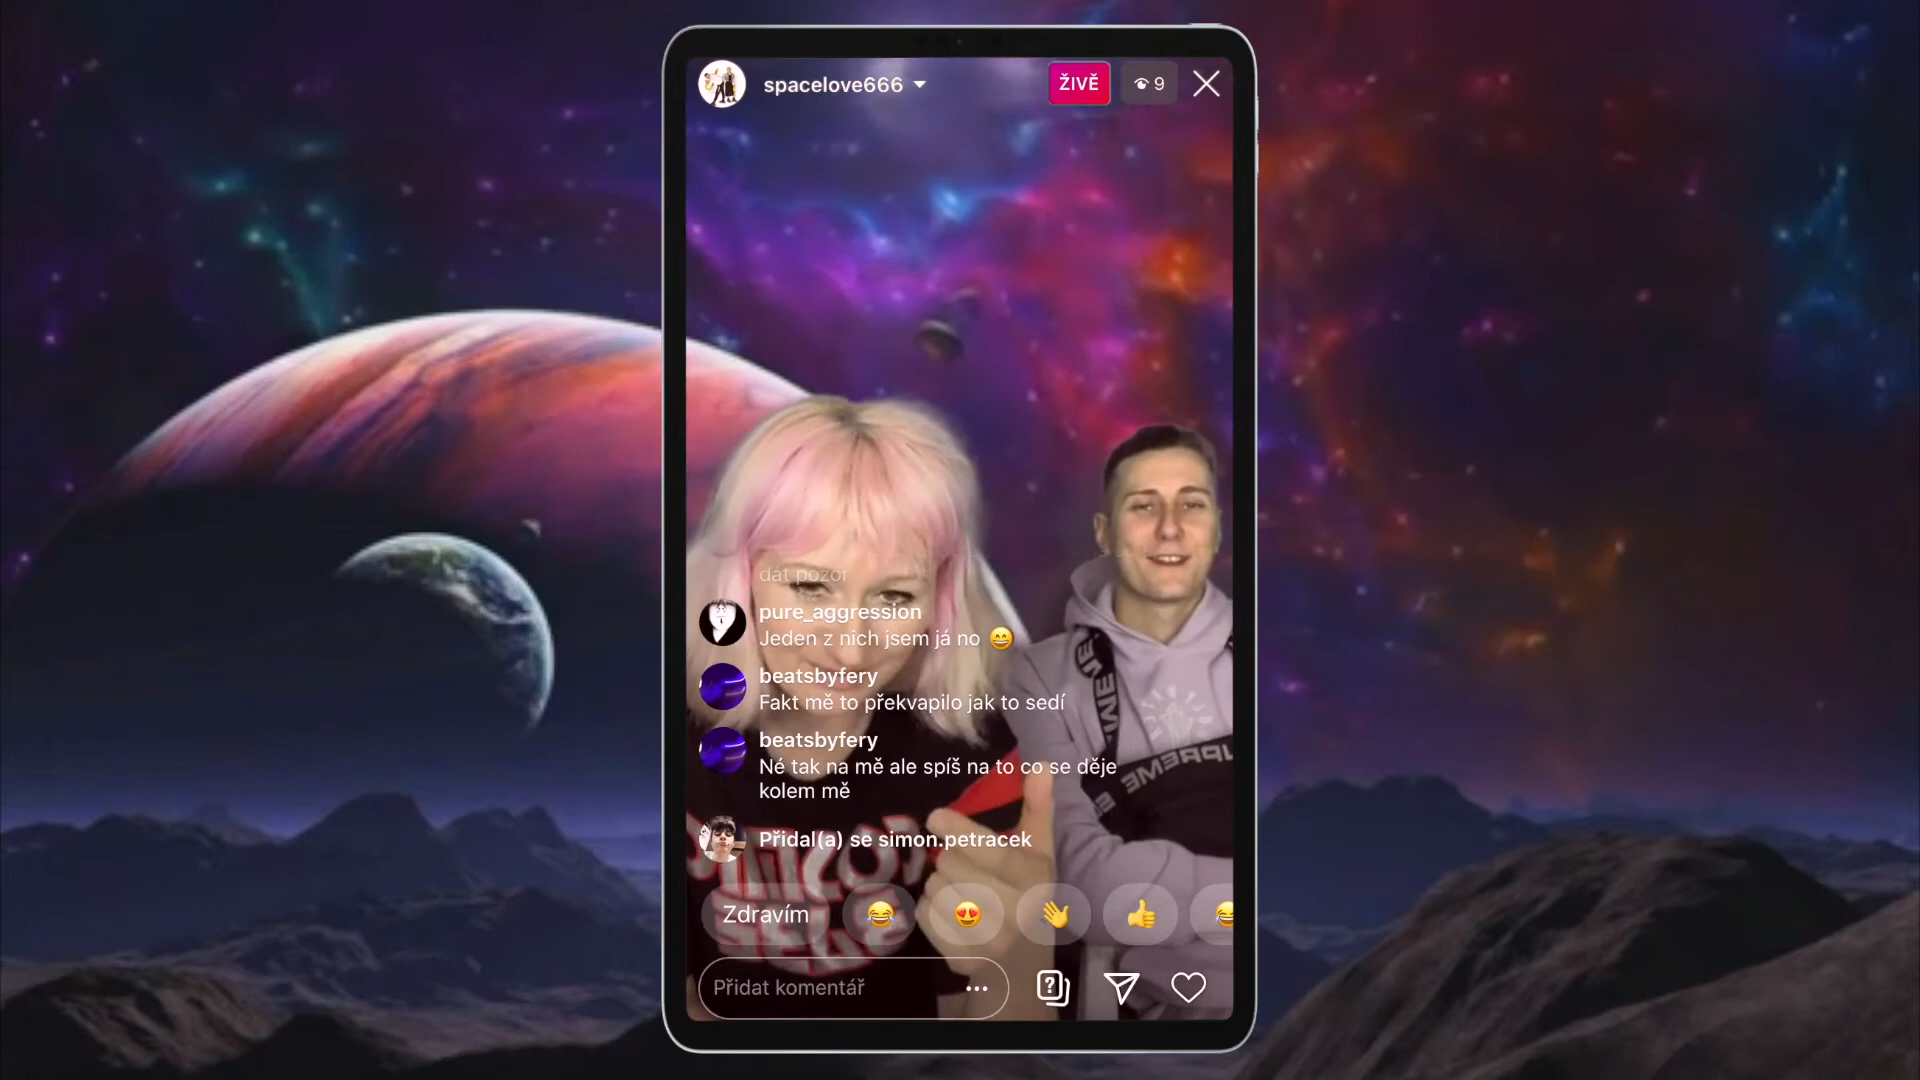 spacelove666
ŽIVĚ
9
dát pozor
pure_aggression
Jeden z nich jsem já no 😄
beatsbyfery
Fakt mě to překvapilo jak to sedí
beatsbyfery
Né tak na mě ale spíš na to co se děje
kolem mě
Přidal(a) se simon.petracek
Zdravím 😂 😍 👋 👍 😂
Přidat komentář